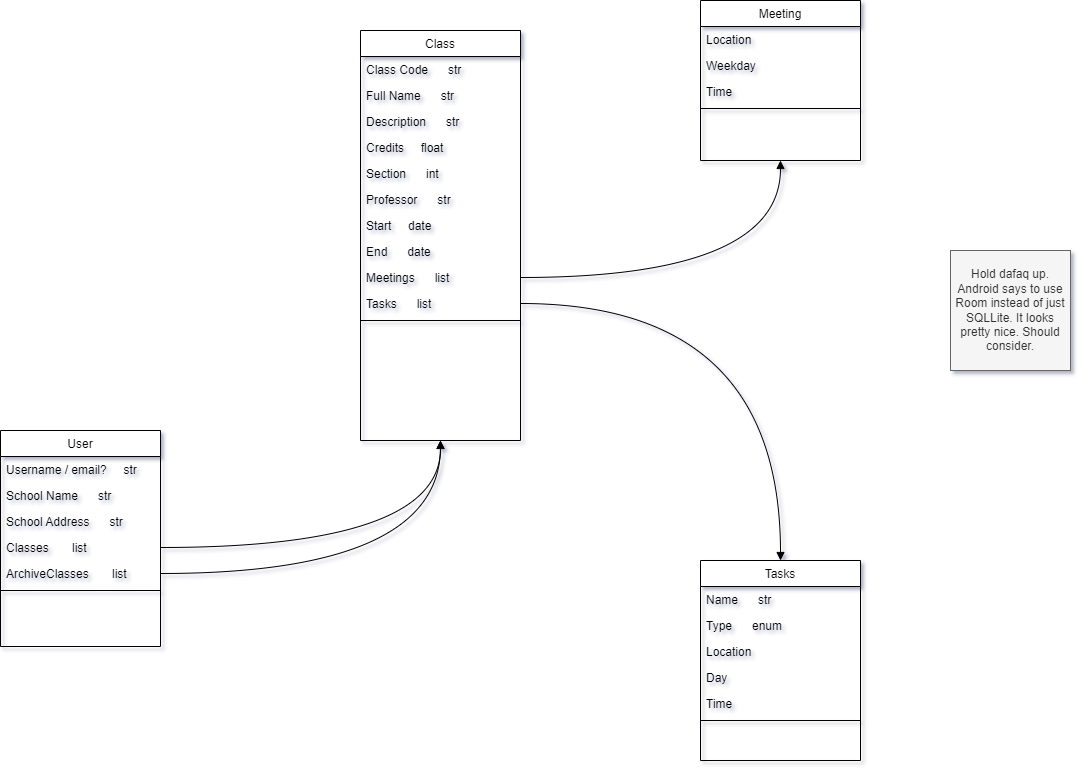 Meeting
Location
Weekday
Time
Class
Class Code str
Full Name str
Description str
Credits float
Section int
Professor str
Start date
End date
Meetings list
Tasks list
Hold dafaq up.
Android says to use
Room instead of just
SQLLite. It looks
pretty nice. Should
consider.
User
Username / email? str
School Name str
School Address str
Classes list
ArchiveClasses list
Tasks
Name str
Type enum
Location
Day
Time